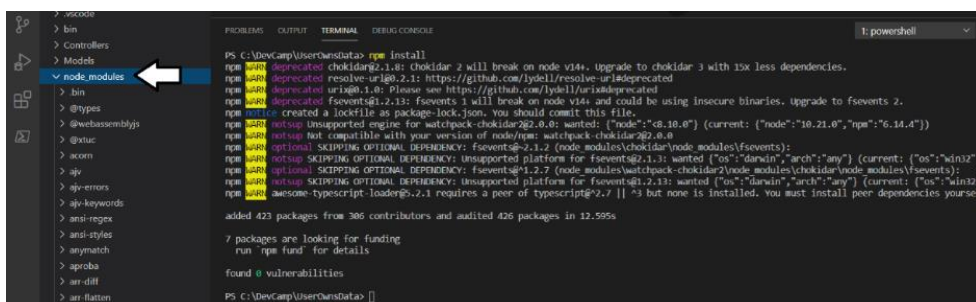 .vscode
bin
Controllers
Models
node_modules
.bin
@types
@webassemblyjs
@xtuc
acorn
ajv
ajv-errors
ajv-keywords
ansi-regex
ansi-styles
anymatch
aproba
arr-diff
arr-flatten
PROBLEMS OUTPUT TERMINAL DEBUG CONSOLE
1: powershell
PS C:\DevCamp\UserOwnsData> npm install
npm WARN deprecated chokidar@2.1.8: Chokidar 2 will break on node v14+. Upgrade to chokidar 3 with 15x less dependencies.
npm WARN deprecated resolve-url@0.2.1: https://github.com/lydell/resolve-url#deprecated
npm WARN deprecated urix@0.1.0: Please see https://github.com/lydell/urix#deprecated
npm WARN deprecated fsevents@1.2.13: fsevents 1 will break on node v14+ and could be using insecure binaries. Upgrade to fsevents 2.
npm notice created a lockfile as package-lock.json. You should commit this file.
npm WARN notsup Unsupported engine for watchpack-chokidar2@2.0.0: wanted: {"node":"<8.10.0"} (current: {"node":"10.21.0","npm":"6.14.4"})
npm WARN notsup Not compatible with your version of node/npm: watchpack-chokidar2@2.0.0
npm WARN optional SKIPPING OPTIONAL DEPENDENCY: fsevents@~2.1.2 (node_modules\chokidar\node_modules\fsevents):
npm WARN notsup SKIPPING OPTIONAL DEPENDENCY: Unsupported platform for fsevents@2.1.3: wanted {"os":"darwin","arch":"any"} (current: {"os":"win32"
npm WARN optional SKIPPING OPTIONAL DEPENDENCY: fsevents@^1.2.7 (node_modules\watchpack-chokidar2\node_modules\chokidar\node_modules\fsevents):
npm WARN notsup SKIPPING OPTIONAL DEPENDENCY: Unsupported platform for fsevents@1.2.13: wanted {"os":"darwin","arch":"any"} (current: {"os":"win32
npm WARN awesome-typescript-loader@5.2.1 requires a peer of typescript@^2.7 || ^3 but none is installed. You must install peer dependencies yourse
added 423 packages from 306 contributors and audited 426 packages in 12.595s
7 packages are looking for funding
run `npm fund` for details
found 0 vulnerabilities
PS C:\DevCamp\UserOwnsData>